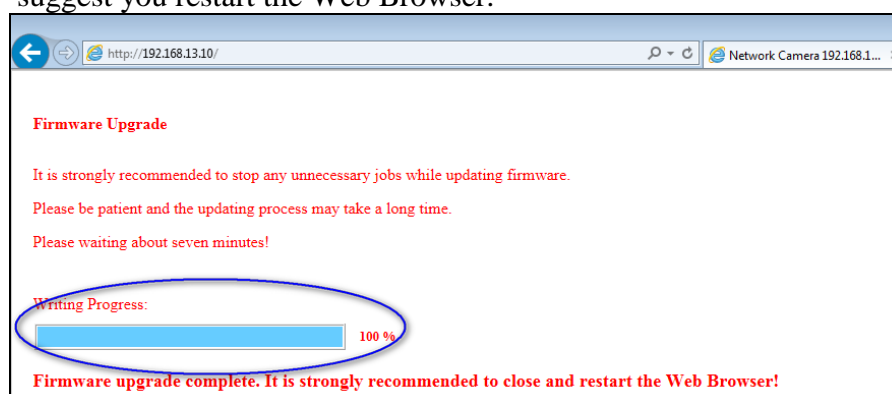 suggest you restart the Web Browser.
http://192.168.13.10/
Network Camera 192.168.1...
Firmware Upgrade
It is strongly recommended to stop any unnecessary jobs while updating firmware.
Please be patient and the updating process may take a long time.
Please waiting about seven minutes!
Writing Progress:
100 %
Firmware upgrade complete. It is strongly recommended to close and restart the Web Browser!